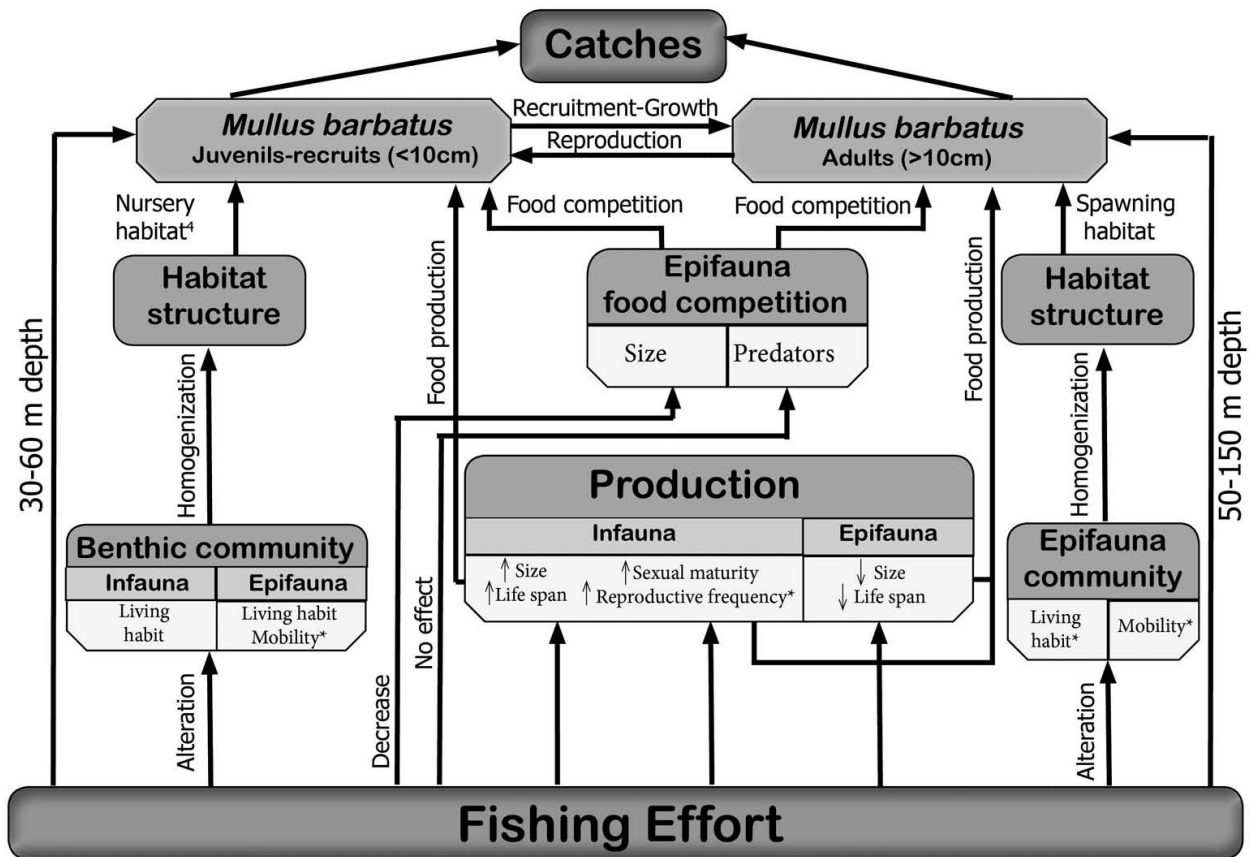 Catches
Mullus barbatus
Juvenils-recruits (<10cm)
Recruitment-Growth
Reproduction
Mullus barbatus
Adults (>10cm)
Nursery
habitat⁴
Food competition
Food competition
Spawning
habitat
Habitat
structure
Epifauna
food competition
Size
Predators
Habitat
structure
30-60 m depth
Homogenization
Food production
Food production
Homogenization
50-150 m depth
Benthic community
Infauna
Epifauna
Living
habit
Living habit
Mobility*
Production
Infauna
Epifauna
↑ Size
↑ Life span
↑ Sexual maturity
↑ Reproductive frequency*
↓ Size
↓ Life span
Epifauna
community
Living
habit*
Mobility*
Alteration
Decrease
No effect
Alteration
Fishing Effort